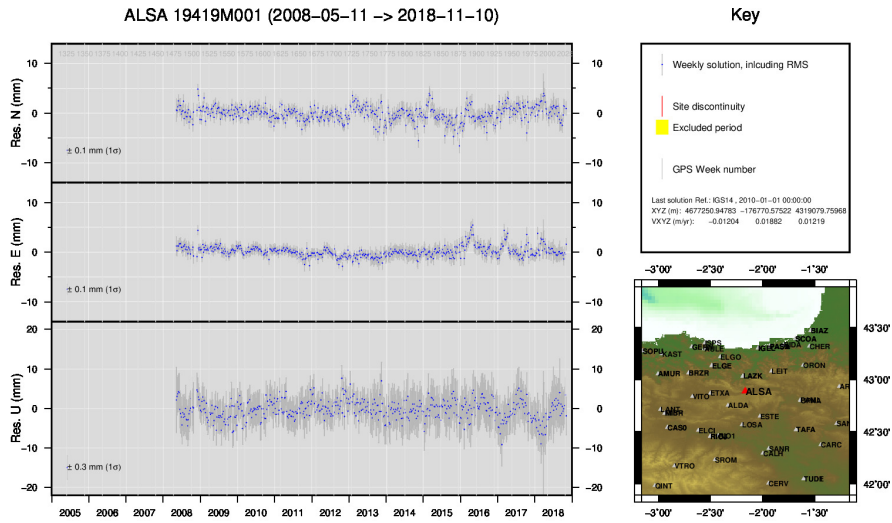 ALSA 19419M001 (2008−05−11 −> 2018−11−10)
Key
Res. N (mm)
10
0
−10
± 0.1 mm (1σ)
10
0
−10
Res. E (mm)
10
0
−10
± 0.1 mm (1σ)
10
0
−10
Res. U (mm)
20
10
0
−10
−20
± 0.3 mm (1σ)
20
10
0
−10
−20
2005 2006 2007 2008 2009 2010 2011 2012 2013 2014 2015 2016 2017 2018
Weekly solution, inlcuding RMS
Site discontinuity
Excluded period
GPS Week number
Last solution Ref.: IGS14 , 2010−01−01 00:00:00
XYZ (m): 4677250.94783 −176770.57522 4319079.75968
VXYZ (m/yr): −0.01204 0.01882 0.01219
−3°00' −2°30' −2°00' −1°30'
43°30'
43°00'
42°30'
42°00'
BIAZ
SCOA
CHER
SOPU
KAST
ELGO
ELGE
ORON
AMUR
BRZR
LAZK
LEIT
ALSA
VITO
ETXA
ALDA
ESTE
LOSA
CAS0
ELCI
TAFA
CARC
SANR
CALH
SROM
VTRO
QINT
CERV
TUDE
−3°00' −2°30' −2°00' −1°30'